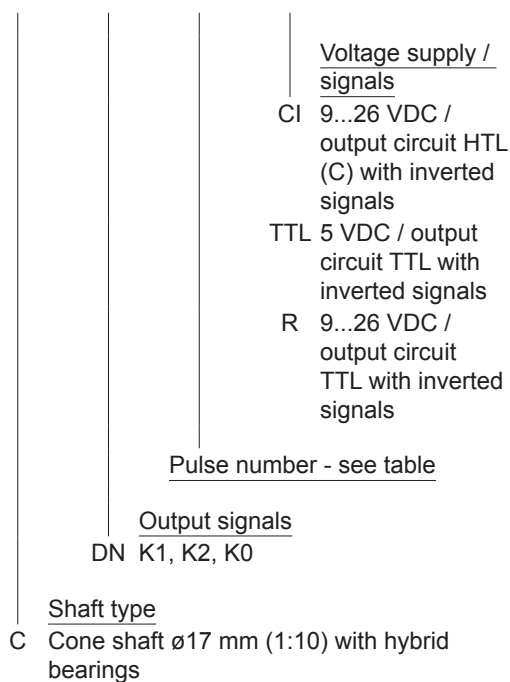 Voltage supply /
signals
CI 9...26 VDC /
output circuit HTL
(C) with inverted
signals
TTL 5 VDC / output
circuit TTL with
inverted signals
R 9...26 VDC /
output circuit
TTL with inverted
signals
Pulse number - see table
Output signals
DN K1, K2, K0
Shaft type
C Cone shaft ø17 mm (1:10) with hybrid
bearings